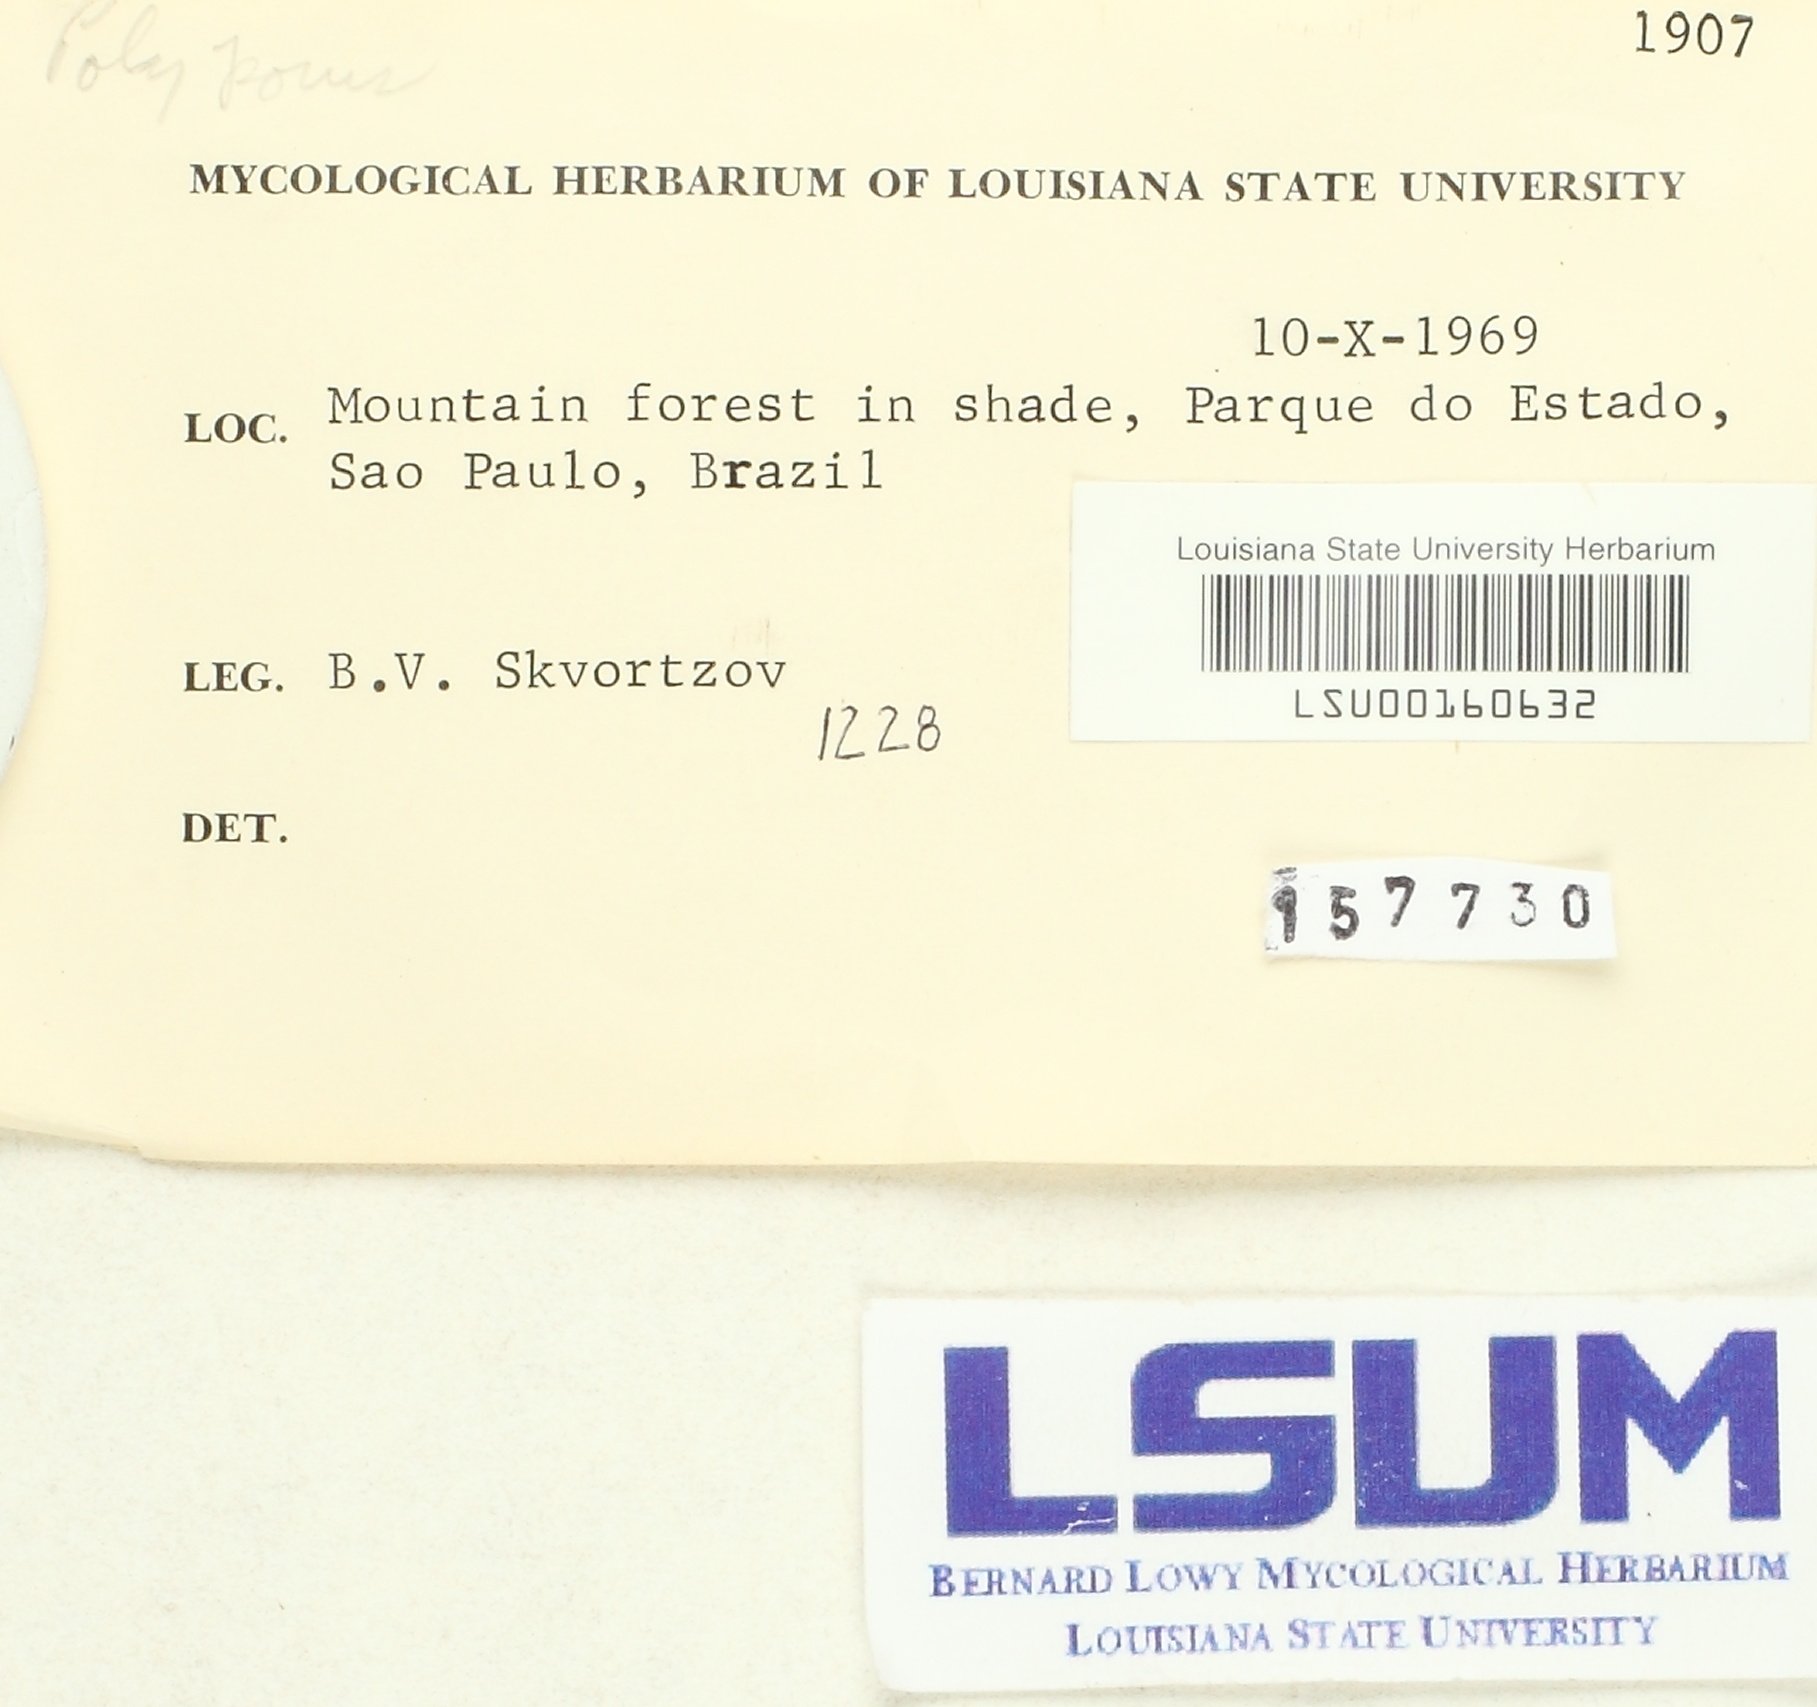 1907
MYCOLOGICAL HERBARIUM OF LOUISIANA STATE UNIVERSITY
10-X-1969
LOC. Mountain forest in shade, Parque do Estado,
Sao Paulo, Brazil
Louisiana State University Herbarium
LSU00160632
LEG. B.V. Skvortzov
1228
DET.
157730
LSUM
BERNARD LOWY MYCOLOGICAL HERBARIUM
LOUISIANA STATE UNIVERSITY